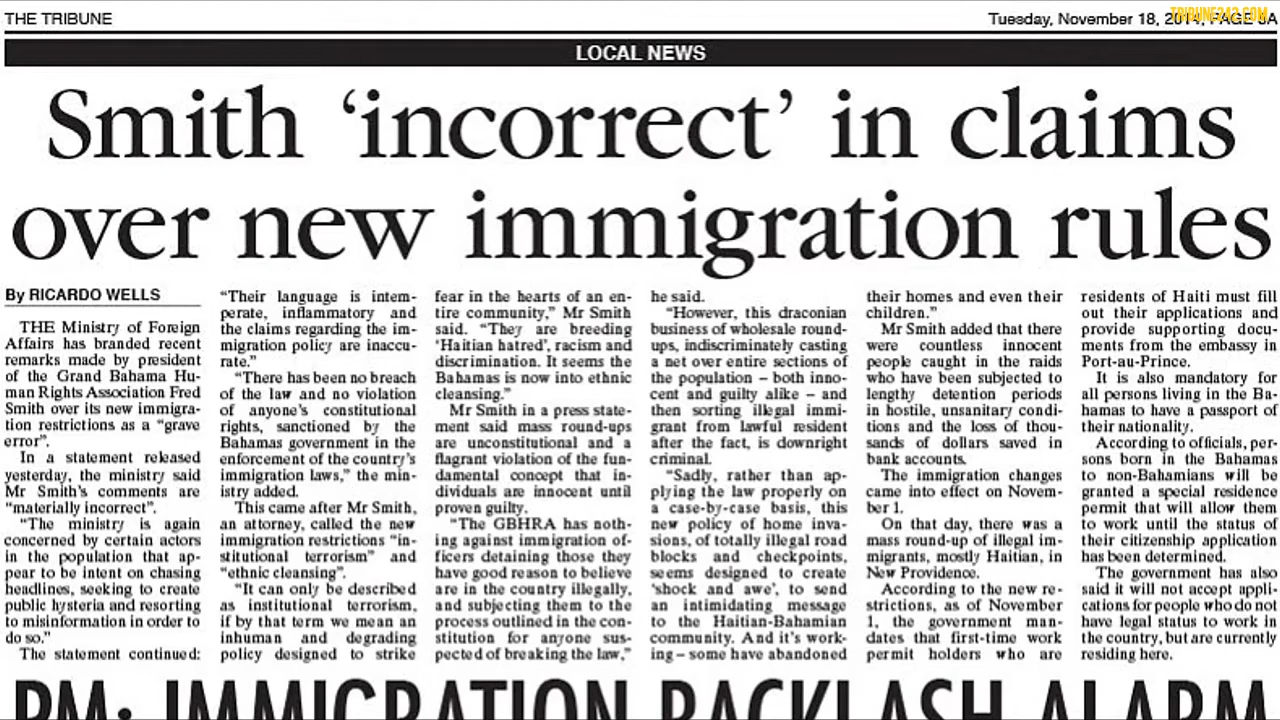 THE TRIBUNE
Tuesday, November 18, 2014, PAGE
TRIBUNE242.COM
LOCAL NEWS
Smith ‘incorrect’ in claims
over new immigration rules
By RICARDO WELLS
THE Ministry of Foreign
Affairs has branded recent
remarks made by president
of the Grand Bahama Hu-
man Rights Association Fred
Smith over its new immigra-
tion restrictions as a “grave
error”.
In a statement released
yesterday, the ministry said
Mr Smith’s comments are
“materially incorrect”.
“The ministry is again
concerned by certain actors
in the population that ap-
pear to be intent on chasing
headlines, seeking to create
public hysteria and resorting
to misinformation in order to
do so.”
The statement continued:
“Their language is intem-
perate, inflammatory and
the claims regarding the im-
migration policy are inaccu-
rate.”
“There has been no breach
of the law and no violation
of anyone’s constitutional
rights, sanctioned by the
Bahamas government in the
enforcement of the country’s
immigration laws,” the min-
istry added.
This came after Mr Smith,
an attorney, called the new
immigration restrictions “in-
stitutional terrorism” and
“ethnic cleansing”.
“It can only be described
as institutional terrorism,
if by that term we mean an
inhuman and degrading
policy designed to strike
fear in the hearts of an en-
tire community,” Mr Smith
said. “They are breeding
‘Haitian hatred’, racism and
discrimination. It seems the
Bahamas is now into ethnic
cleansing.”
Mr Smith in a press state-
ment said mass round-ups
are unconstitutional and a
flagrant violation of the fun-
damental concept that in-
dividuals are innocent until
proven guilty.
“The GBHRA has noth-
ing against immigration of-
ficers detaining those they
have good reason to believe
are in the country illegally,
and subjecting them to the
process outlined in the con-
stitution for anyone sus-
pected of breaking the law,”
he said.
“However, this draconian
business of wholesale round-
ups, indiscriminately casting
a net over entire sections of
the population – both inno-
cent and guilty alike – and
then sorting illegal immi-
grant from lawful resident
after the fact, is downright
criminal.
“Sadly, rather than ap-
plying the law properly on
a case-by-case basis, this
new policy of home inva-
sions, of totally illegal road
blocks and checkpoints,
seems designed to create
‘shock and awe’, to send
an intimidating message
to the Haitian-Bahamian
community. And it’s work-
ing – some have abandoned
their homes and even their
children.”
Mr Smith added that there
were countless innocent
people caught in the raids
who have been subjected to
lengthy detention periods
in hostile, unsanitary condi-
tions and the loss of thou-
sands of dollars saved in
bank accounts.
The immigration changes
came into effect on Novem-
ber 1.
On that day, there was a
mass round-up of illegal im-
migrants, mostly Haitian, in
New Providence.
According to the new re-
strictions, as of November
1, the government man-
dates that first-time work
permit holders who are
residents of Haiti must fill
out their applications and
provide supporting docu-
ments from the embassy in
Port-au-Prince.
It is also mandatory for
all persons living in the Ba-
hamas to have a passport of
their nationality.
According to officials, per-
sons born in the Bahamas
to non-Bahamians will be
granted a special residence
permit that will allow them
to work until the status of
their citizenship application
has been determined.
The government has also
said it will not accept appli-
cations for people who do not
have legal status to work in
the country, but are currently
residing here.
PM: IMMIGRATION BACKLASH ALARM